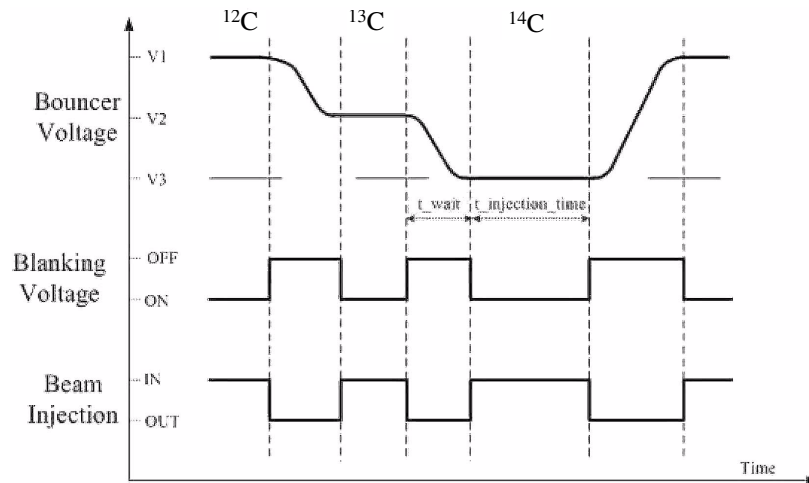 ¹²C ¹³C ¹⁴C
V1
Bouncer
Voltage
V2
V3
t_wait t_injection_time
Blanking
Voltage
OFF
ON
Beam
Injection
IN
OUT
Time